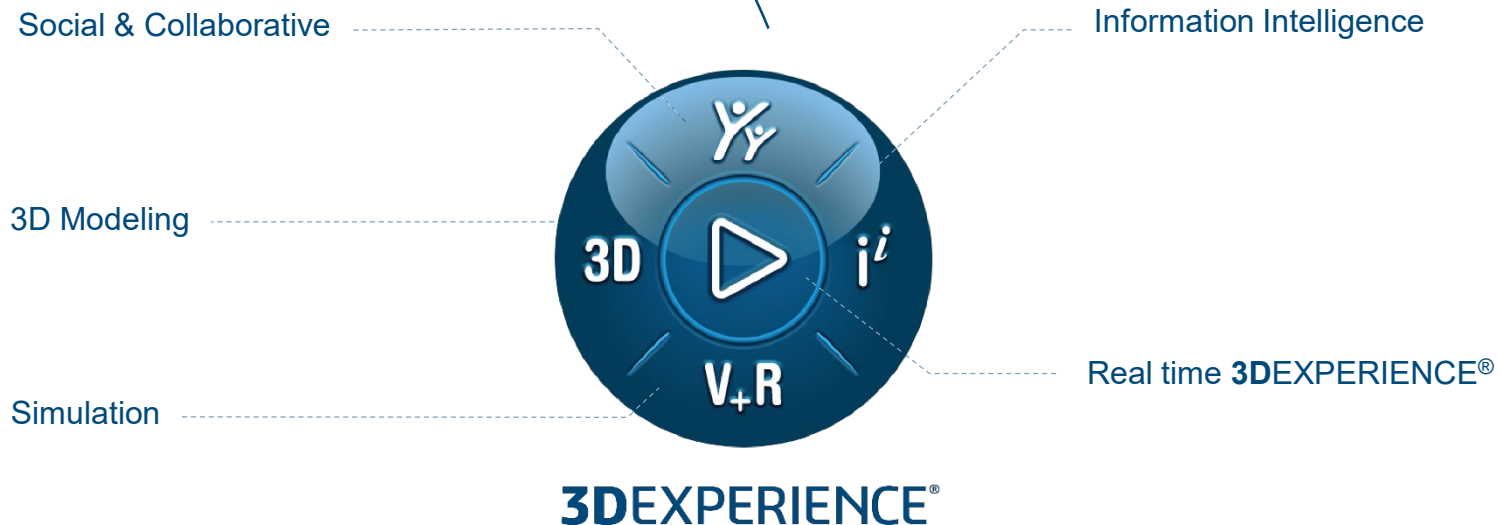 Social & Collaborative
Information Intelligence
3D Modeling
3D
i i
Real time 3DEXPERIENCE®
V+R
Simulation
3DEXPERIENCE®